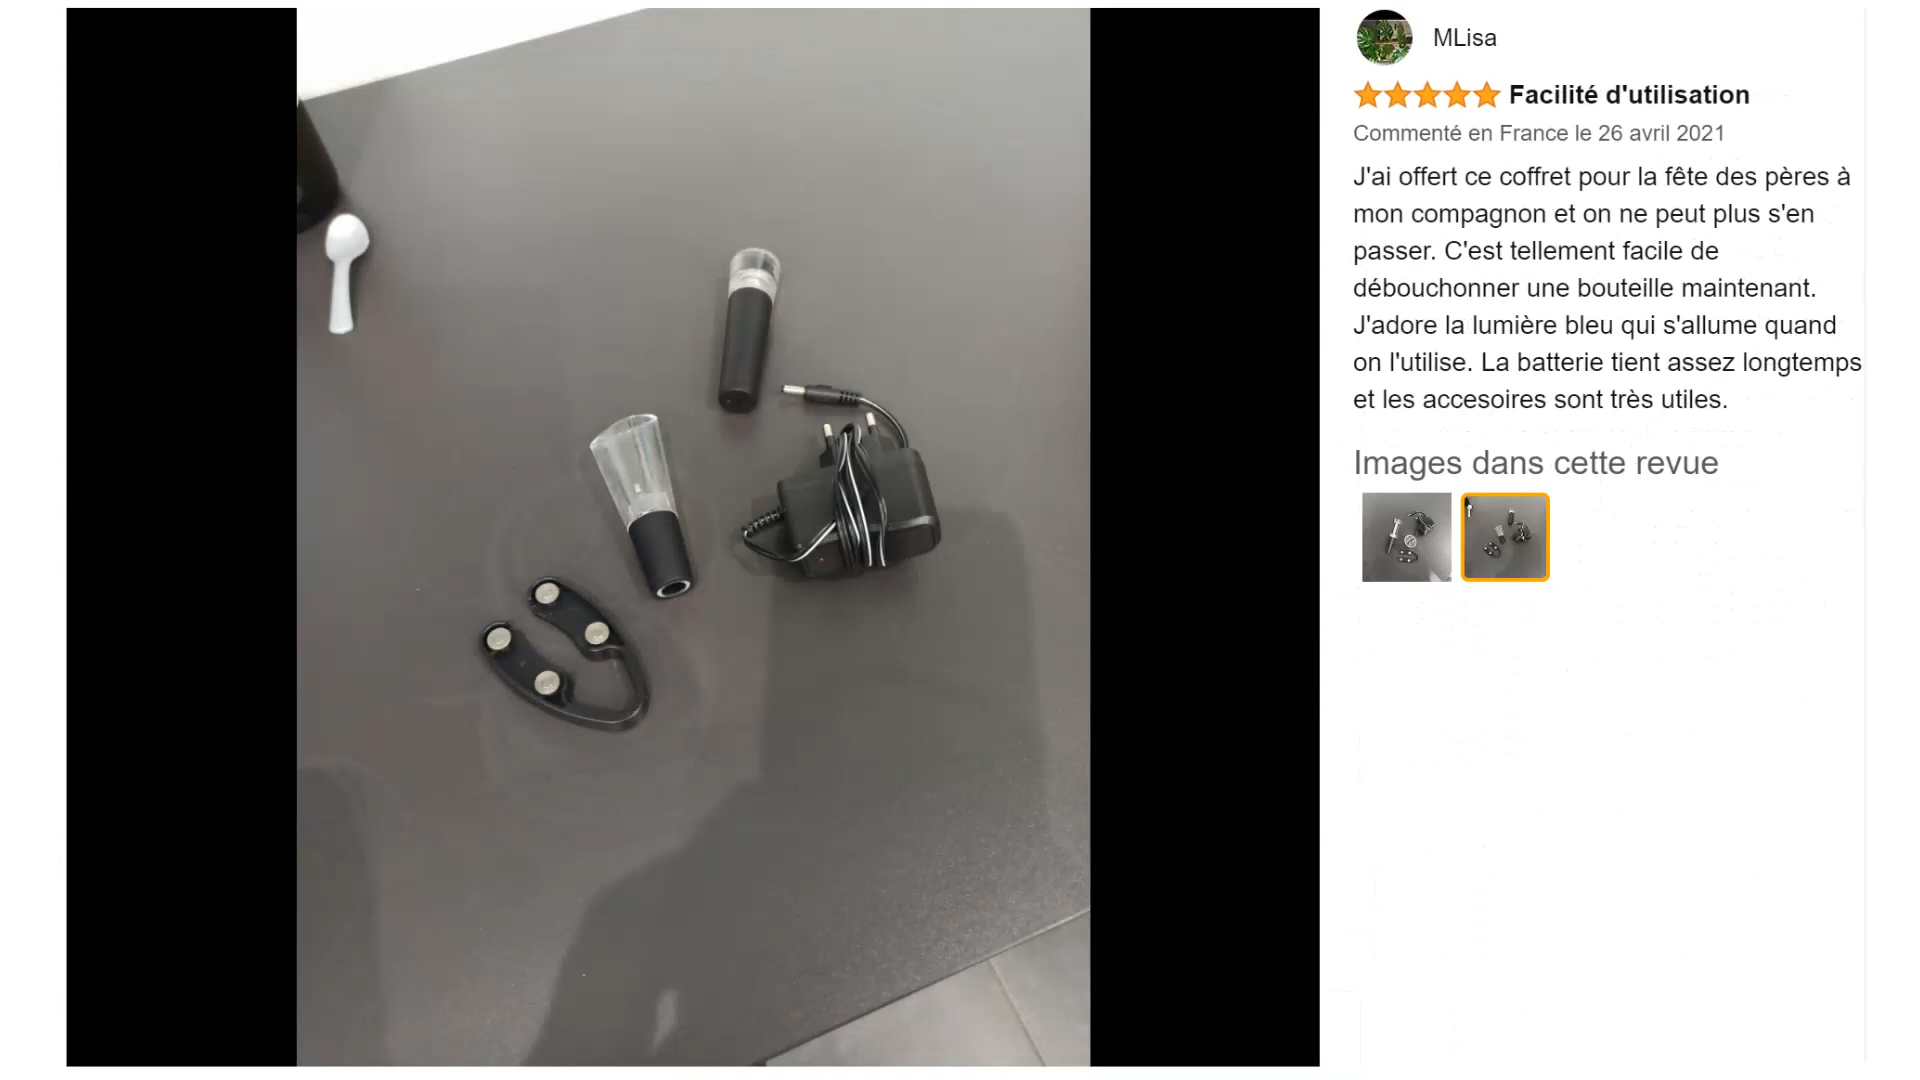 MLisa
Facilité d'utilisation
Commenté en France le 26 avril 2021
J'ai offert ce coffret pour la fête des pères à
mon compagnon et on ne peut plus s'en
passer. C'est tellement facile de
débouchonner une bouteille maintenant.
J'adore la lumière bleu qui s'allume quand
on l'utilise. La batterie tient assez longtemps
et les accesoires sont très utiles.
Images dans cette revue